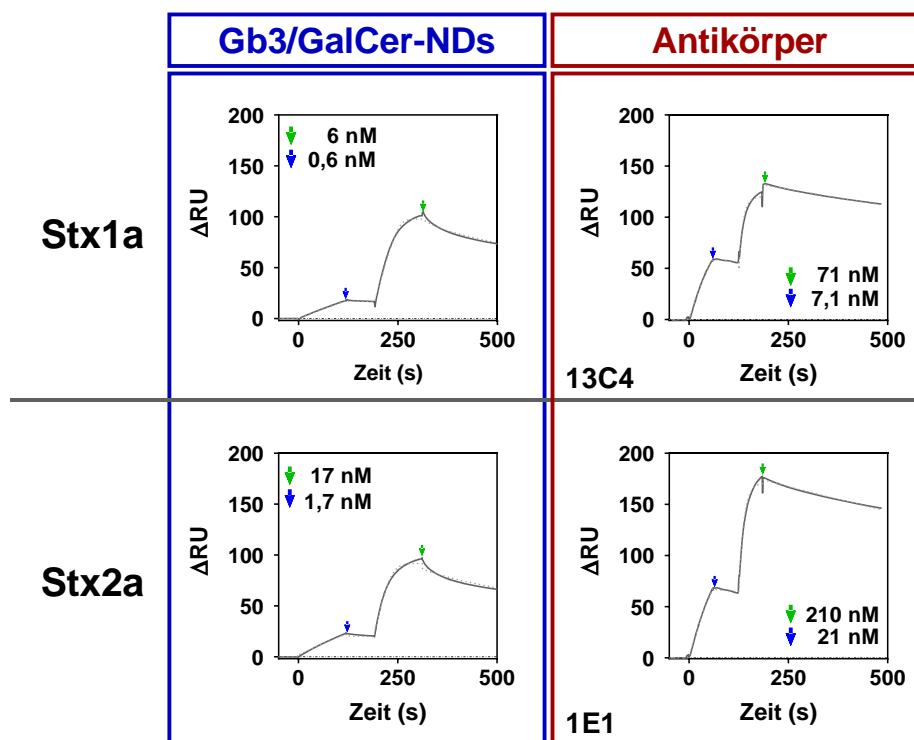 Gb3/GalCer-NDs
Antikörper
Stx1a
ΔRU
200
150
100
50
0
6 nM
0,6 nM
0 250 500
Zeit (s)
ΔRU
200
150
100
50
0
71 nM
7,1 nM
0 250 500
Zeit (s)
13C4
Stx2a
ΔRU
200
150
100
50
0
17 nM
1,7 nM
0 250 500
Zeit (s)
ΔRU
200
150
100
50
0
210 nM
21 nM
0 250 500
Zeit (s)
1E1